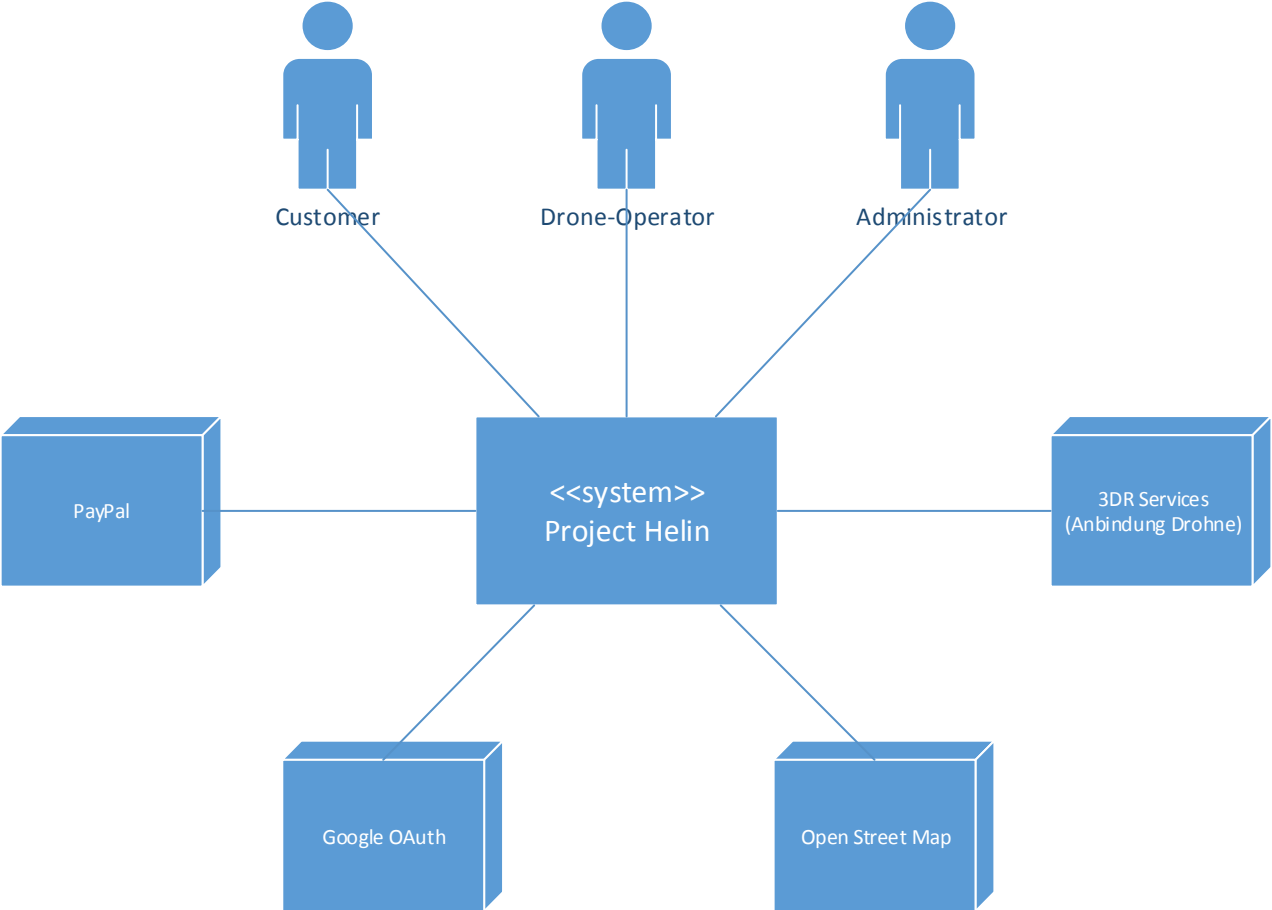 Customer
Drone-Operator
Administrator
PayPal
<<system>>
Project Helin
3DR Services
(Anbindung Drohne)
Google OAuth
Open Street Map